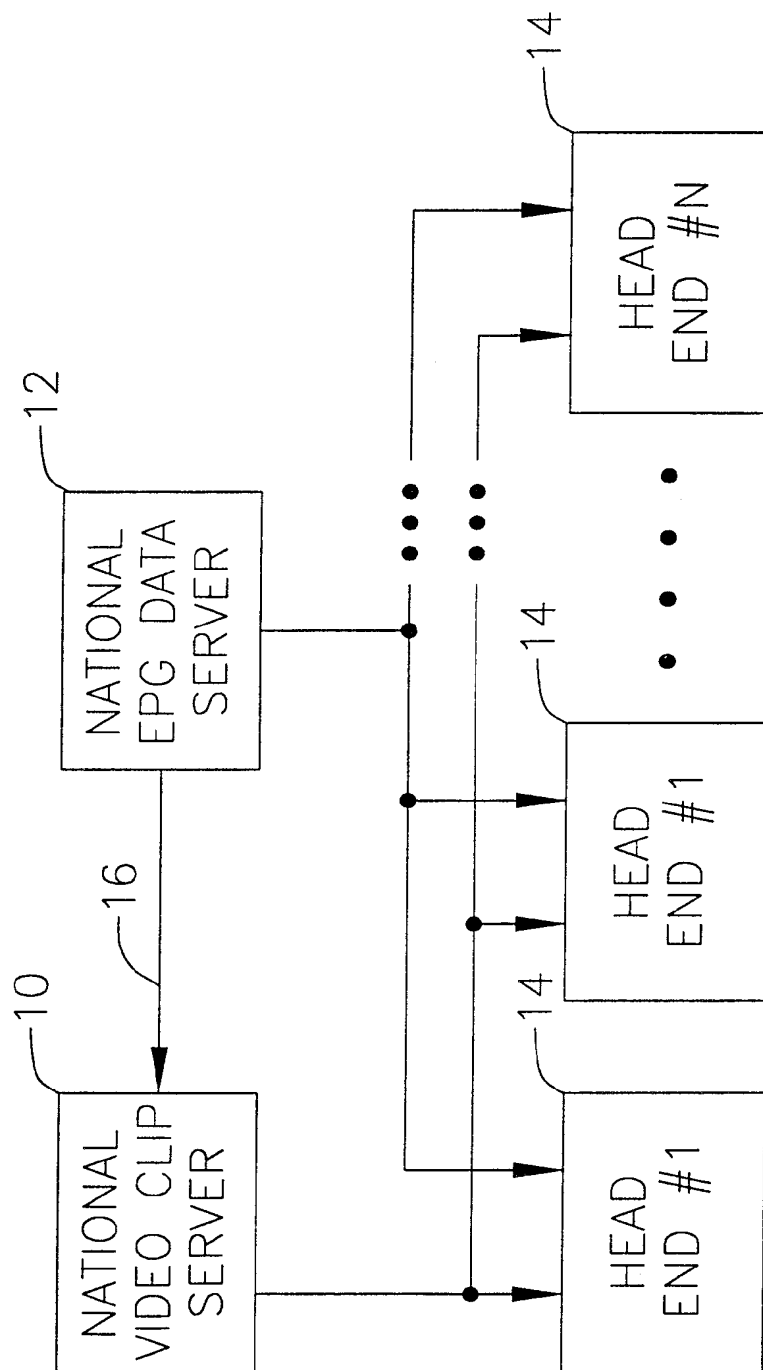 10
NATIONAL
VIDEO CLIP
SERVER
16
12
NATIONAL
EPG DATA
SERVER
14
HEAD
END #1
14
HEAD
END #1
14
HEAD
END #N